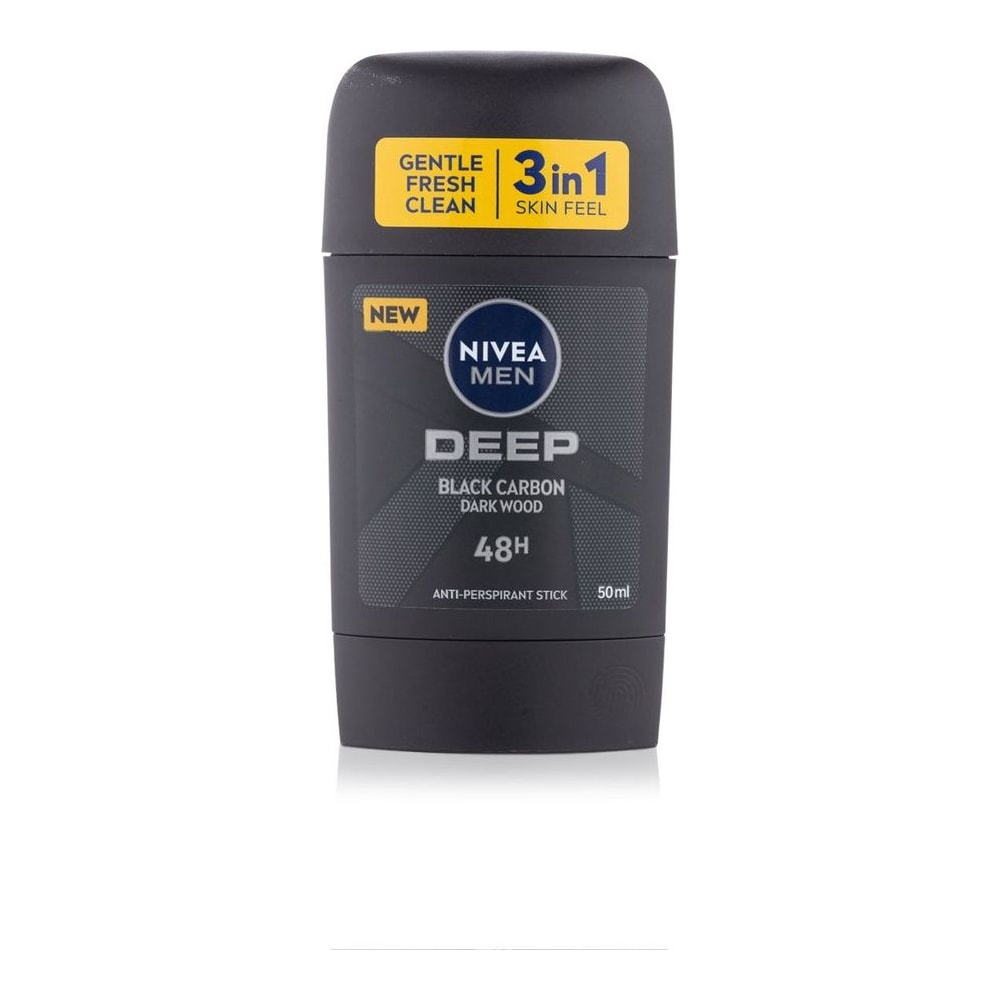 GENTLE
FRESH
CLEAN
3in1
SKIN FEEL
NEW
NIVEA
MEN
DEEP
BLACK CARBON
DARK WOOD
48H
ANTI-PERSPIRANT STICK
50ml